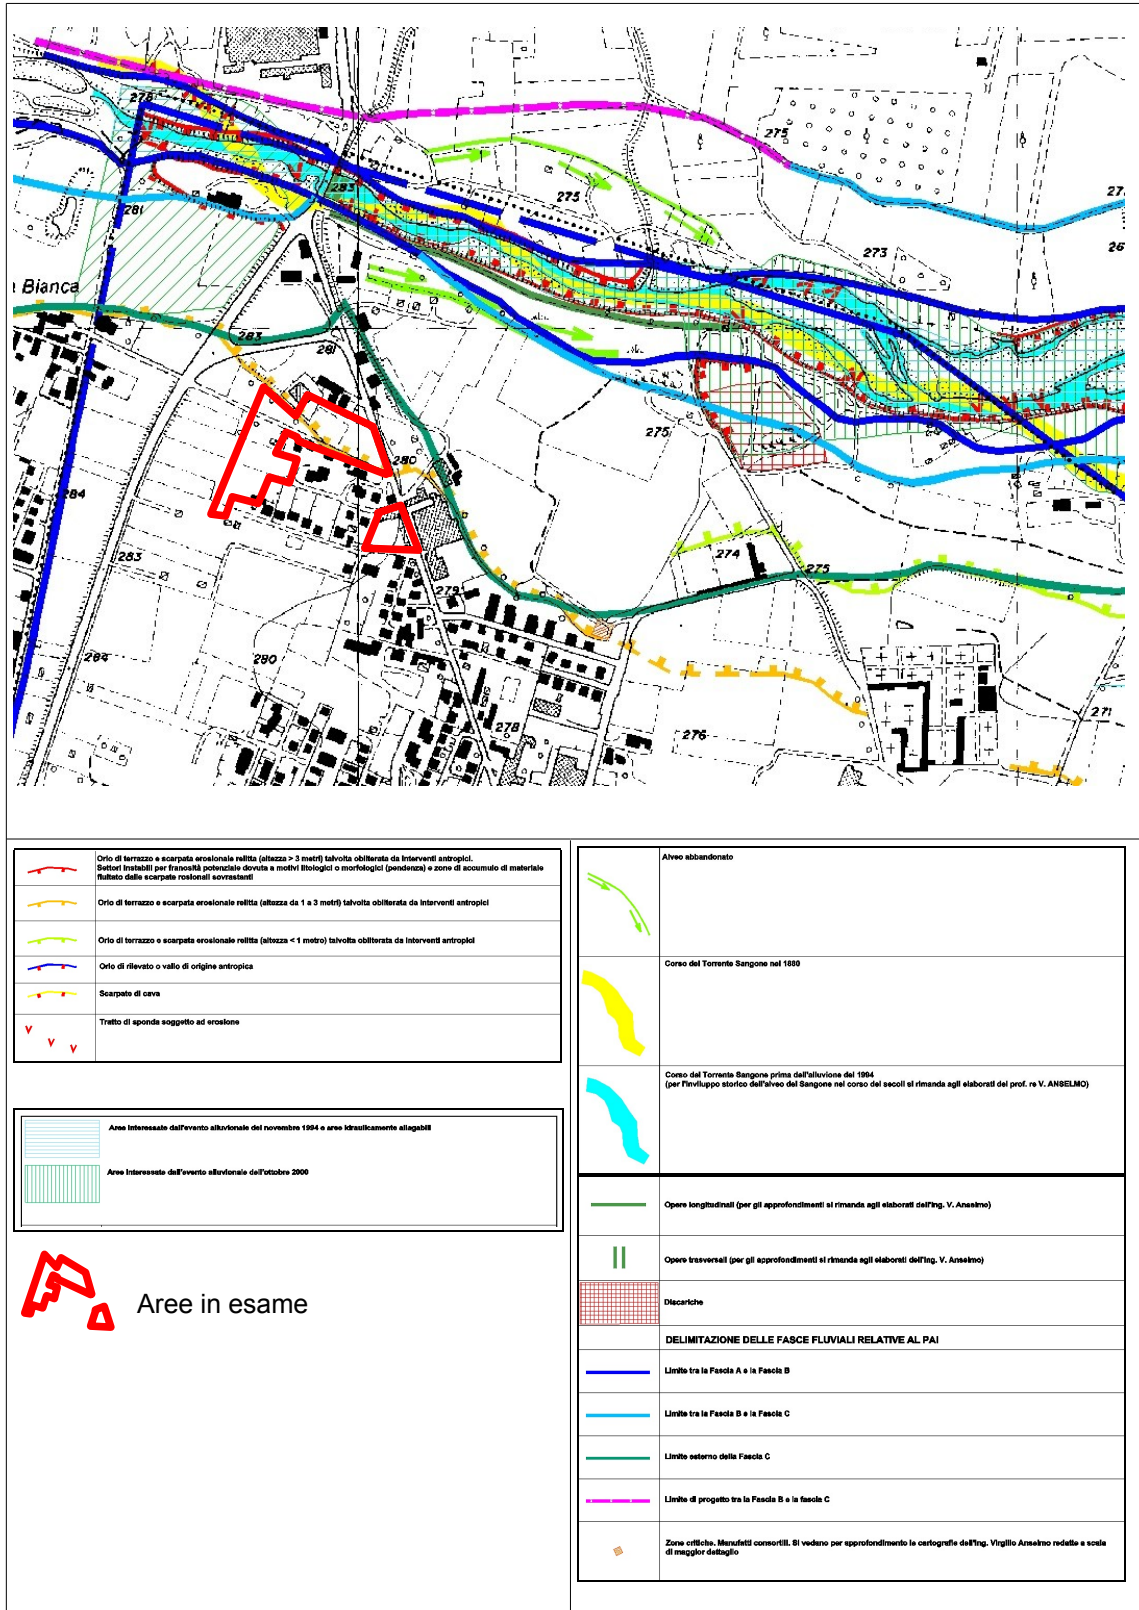 278
275
27
281
283
275
273
26
Bianca
283
281
275
280
284
283
274
275
279
284
280
278
276
271
Orlo di terrazzo e scarpata erosionale relitta (altezza > 3 metri) talvolta obliterata da interventi antropici.
Settori instabili per franosità potenziale dovuta a motivi litologici o morfologici (pendenza) e zone di accumulo di materiale
fluitato dalle scarpate rosionali sovrastanti
Orlo di terrazzo e scarpata erosionale relitta (altezza da 1 a 3 metri) talvolta obliterata da interventi antropici
Orlo di terrazzo e scarpata erosionale relitta (altezza < 1 metro) talvolta obliterata da interventi antropici
Orlo di rilevato o vallo di origine antropica
Scarpate di cava
Tratto di sponda soggetto ad erosione
Aree interessate dall'evento alluvionale del novembre 1994 e aree idraulicamente allagabili
Aree interessate dall'evento alluvionale dell'ottobre 2000
Aree in esame
Alveo abbandonato
Corso del Torrente Sangone nel 1880
Corso del Torrente Sangone prima dell'alluvione del 1994
(per l'inviluppo storico dell'alveo del Sangone nel corso dei secoli si rimanda agli elaborati del prof. re V. ANSELMO)
Opere longitudinali (per gli approfondimenti si rimanda agli elaborati dell'ing. V. Anselmo)
Opere trasversali (per gli approfondimenti si rimanda agli elaborati dell'ing. V. Anselmo)
Discariche
DELIMITAZIONE DELLE FASCE FLUVIALI RELATIVE AL PAI
Limite tra la Fascia A e la Fascia B
Limite tra la Fascia B e la Fascia C
Limite esterno della Fascia C
Limite di progetto tra la Fascia B e la fascia C
Zone critiche. Manufatti consortili. Si vedano per approfondimento le cartografie dell'ing. Virgilio Anselmo redatte a scala
di maggior dettaglio